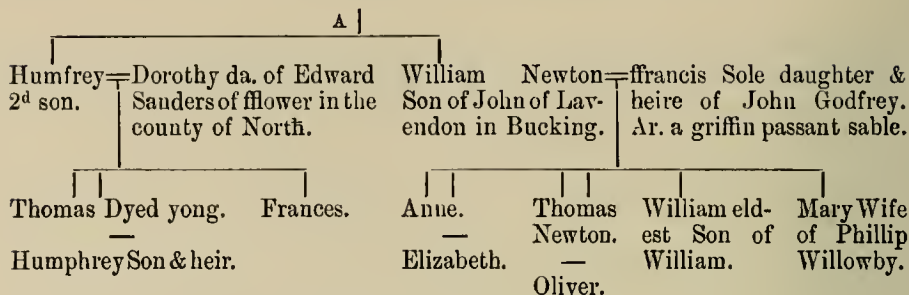 A
Humfrey
2d son.
Dorothy da. of Edward
Sanders of fflower in the
county of North̄.
William Newton
Son of John of Lav-
endon in Bucking.
ffrancis Sole daughter &
heire of John Godfrey.
Ar. a griffin passant sable.
Thomas Dyed yong.
—
Humphrey Son & heir.
Frances.
Anne.
—
Elizabeth.
Thomas
Newton.
—
Oliver.
William eld-
est Son of
William.
Mary Wife
of Phillip
Willowby.